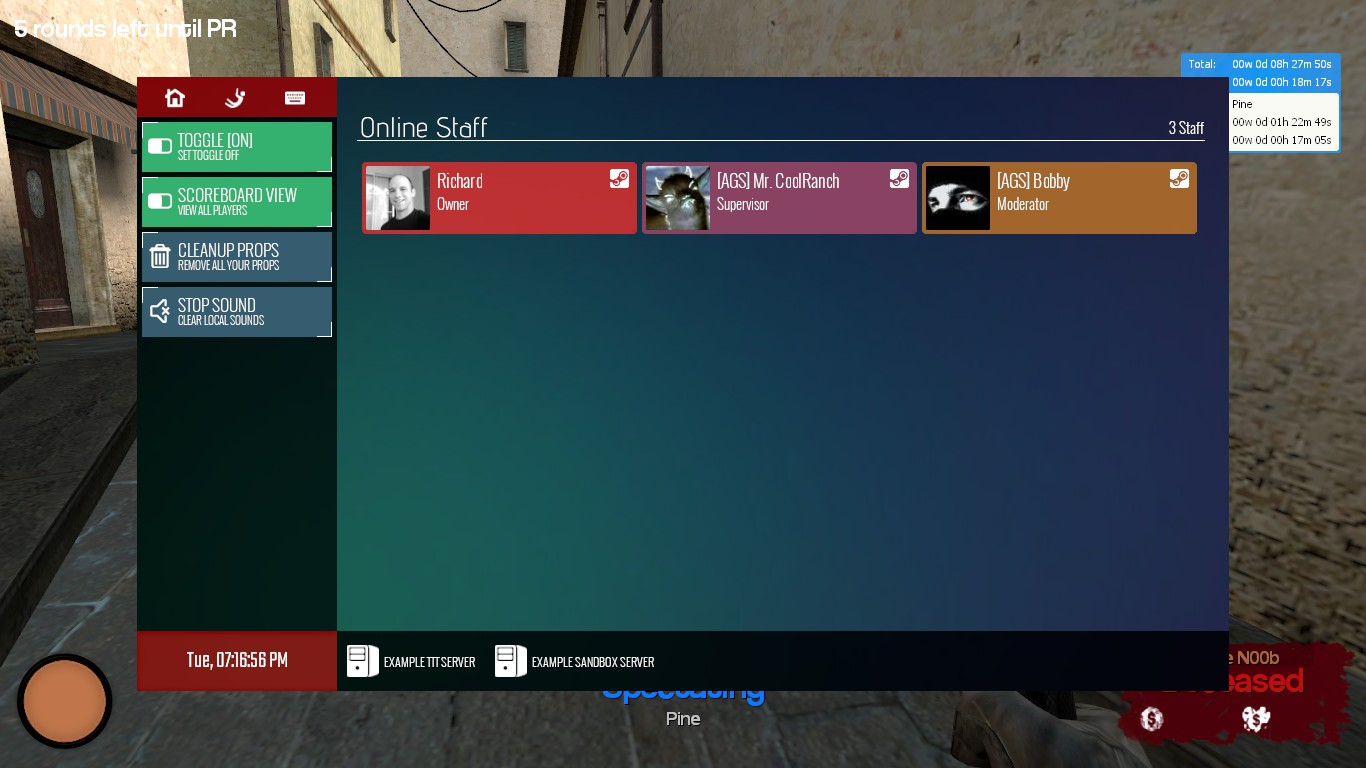 5 rounds left until PR
Total: 00w 0d 08h 27m 50s
00w 0d 00h 18m 17s
Pine
00w 0d 01h 22m 49s
00w 0d 00h 17m 05s
TOGGLE [ON]
SET TOGGLE OFF
SCOREBOARD VIEW
VIEW ALL PLAYERS
CLEANUP PROPS
REMOVE ALL YOUR PROPS
STOP SOUND
CLEAR LOCAL SOUNDS
Online Staff
3 Staff
Richard
Owner
[AGS] Mr. CoolRanch
Supervisor
[AGS] Bobby
Moderator
Tue, 07:16:56 PM
EXAMPLE TTT SERVER
EXAMPLE SANDBOX SERVER
Spectating
Pine
N00b